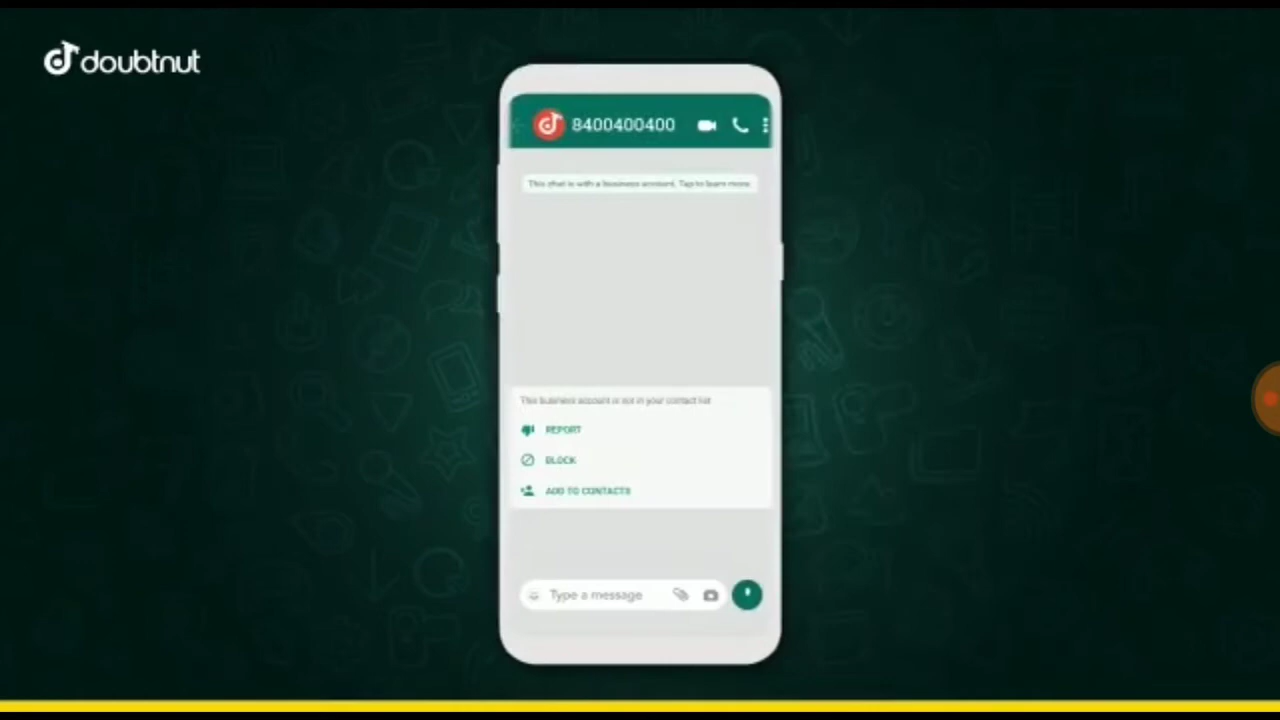 doubtnut
8400400400
This chat is with a business account. Tap to learn more.
This business account is not in your contact list
REPORT
BLOCK
ADD TO CONTACTS
Type a message